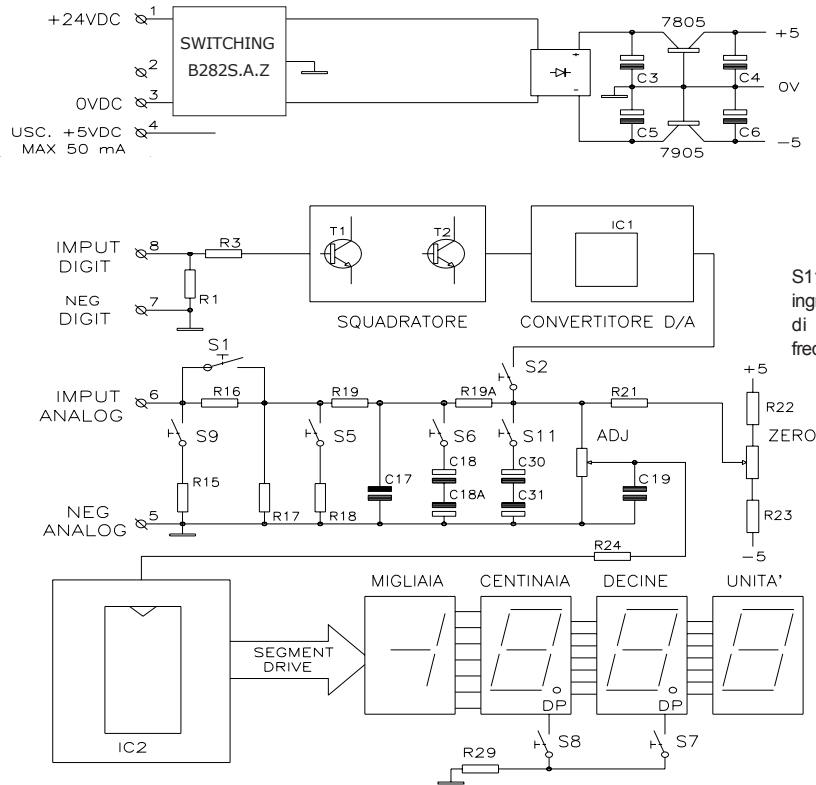 +24VDC
1
SWITCHING
B282S.A.Z
2
0VDC
3
USC. +5VDC
MAX 50 mA
4
7805
+5
C3
C4
0V
C5
C6
7905
-5
IMPUT
DIGIT
8
R3
T1
T2
IC1
NEG
DIGIT
7
R1
SQUADRATORE
CONVERTITORE D/A
di
S1
S2
+5
IMPUT
ANALOG
6
R16
R19
R19A
R21
R22
S9
S5
S6
S11
ADJ
ZERO
R15
C17
C18
C30
C19
C18A
C31
NEG
ANALOG
5
R17
R18
R23
R24
-5
MIGLIAIA
CENTINAIA
DECINE
UNITA'
SEGMENT
DRIVE
DP
DP
IC2
R29
S8
S7